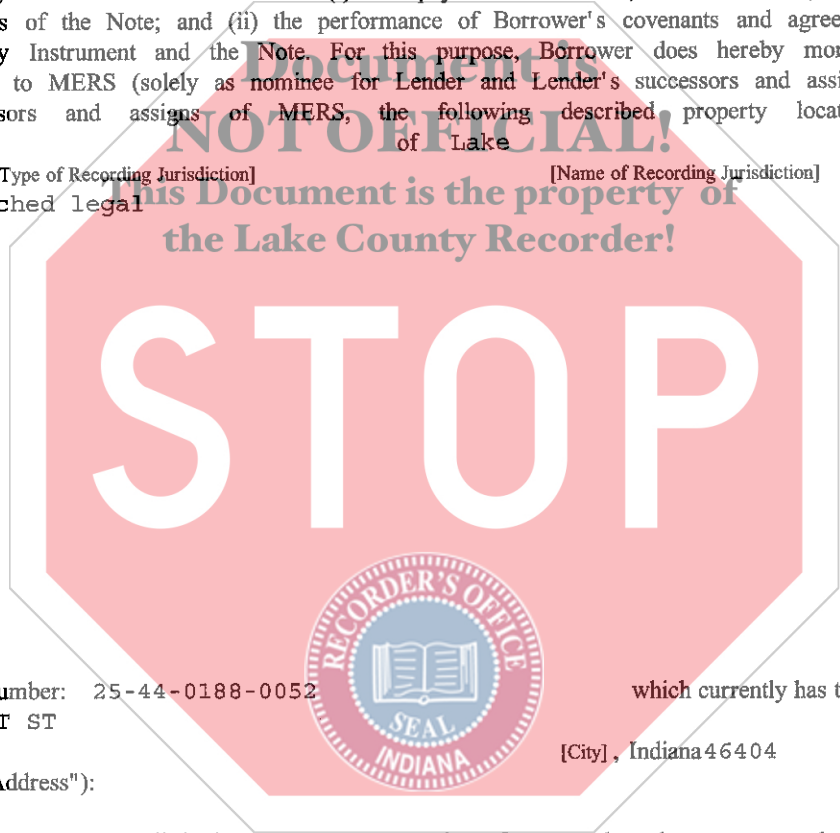 s of the Note; and (ii) the performance of Borrower's covenants and agree
y Instrument and the Note. For this purpose, Borrower does hereby mor
Document is
to MERS (solely as nominee for Lender and Lender's successors and assi
sors and assigns of MERS, the following described property locat
NOT OFFICIAL!
of Lake
Type of Recording Jurisdiction] [Name of Recording Jurisdiction]
This Document is the property of
ched legal
the Lake County Recorder!
STOP
RECORDER'S OFFICE
SEAL
INDIANA
umber: 25-44-0188-0052 which currently has t
T ST
[City], Indiana 46404
Address"):